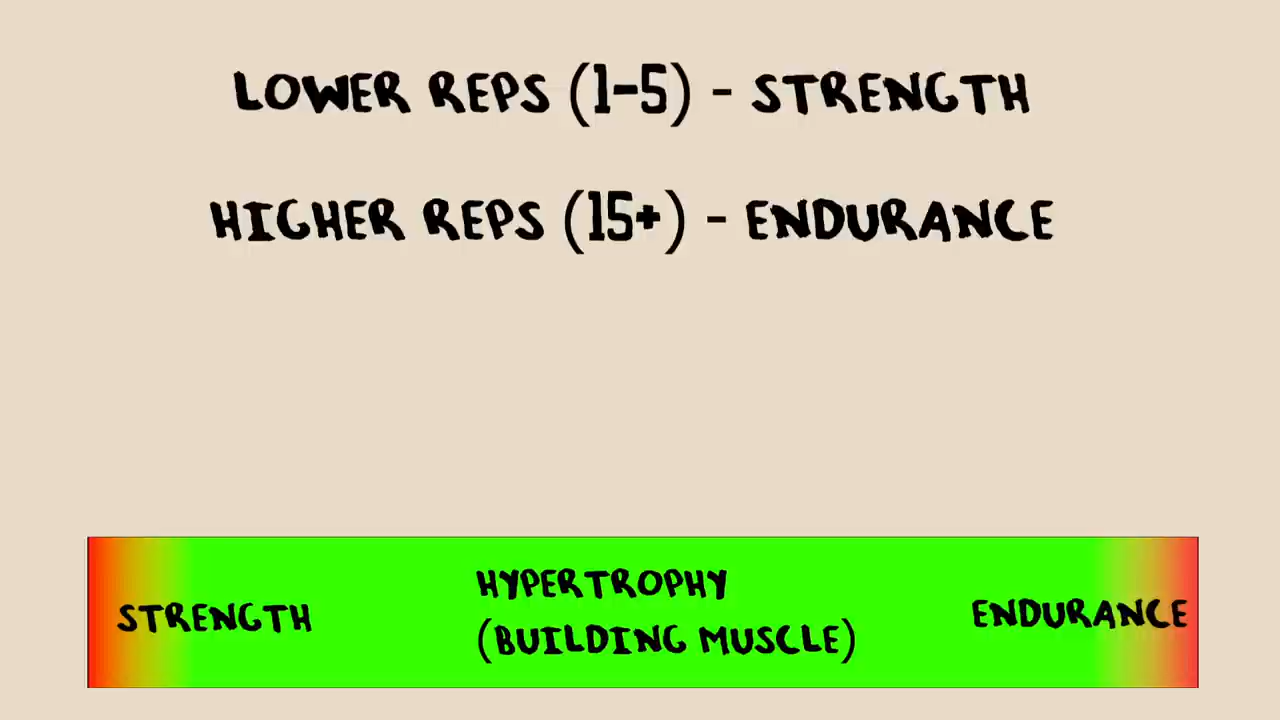 LOWER REPS (1-5) - STRENGTH
HIGHER REPS (15+) - ENDURANCE
HYPERTROPHY
(BUILDING MUSCLE)
STRENGTH
ENDURANCE